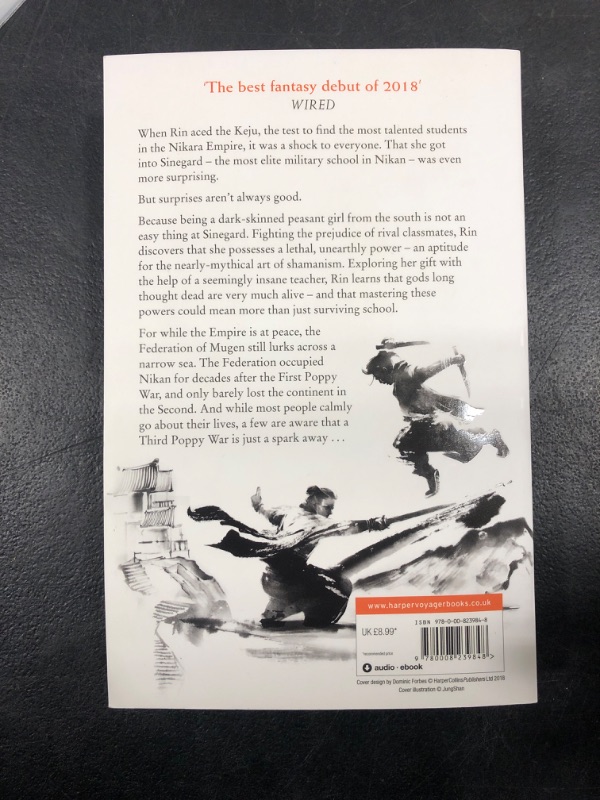 'The best fantasy debut of 2018'
WIRED
When Rin aced the Keju, the test to find the most talented students
in the Nikara Empire, it was a shock to everyone. That she got
into Sinegard – the most elite military school in Nikan – was even
more surprising.
But surprises aren't always good.
Because being a dark-skinned peasant girl from the south is not an
easy thing at Sinegard. Fighting the prejudice of rival classmates, Rin
discovers that she possesses a lethal, unearthly power – an aptitude
for the nearly-mythical art of shamanism. Exploring her gift with
the help of a seemingly insane teacher, Rin learns that gods long
thought dead are very much alive – and that mastering these
powers could mean more than just surviving school.
For while the Empire is at peace, the
Federation of Mugen still lurks across a
narrow sea. The Federation occupied
Nikan for decades after the First Poppy
War, and only barely lost the continent in
the Second. And while most people calmly
go about their lives, a few are aware that a
Third Poppy War is just a spark away . . .
www.harpervoyagerbooks.co.uk
ISBN 978-0-00-823984-8
UK £8.99*
*recommended price
9 780008 239848 >
audio · ebook
Cover design by Dominic Forbes © HarperCollinsPublishers Ltd 2018
Cover illustration © JungShan